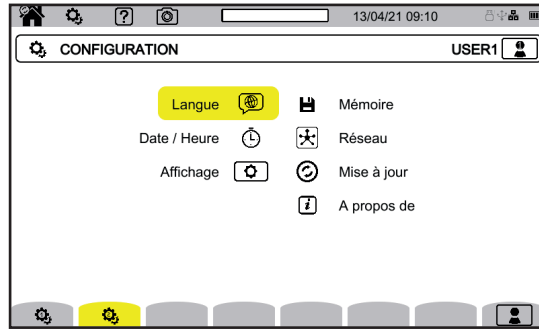 13/04/21 09:10
CONFIGURATION
USER1
Langue
Mémoire
Date / Heure
Réseau
Affichage
Mise à jour
A propos de